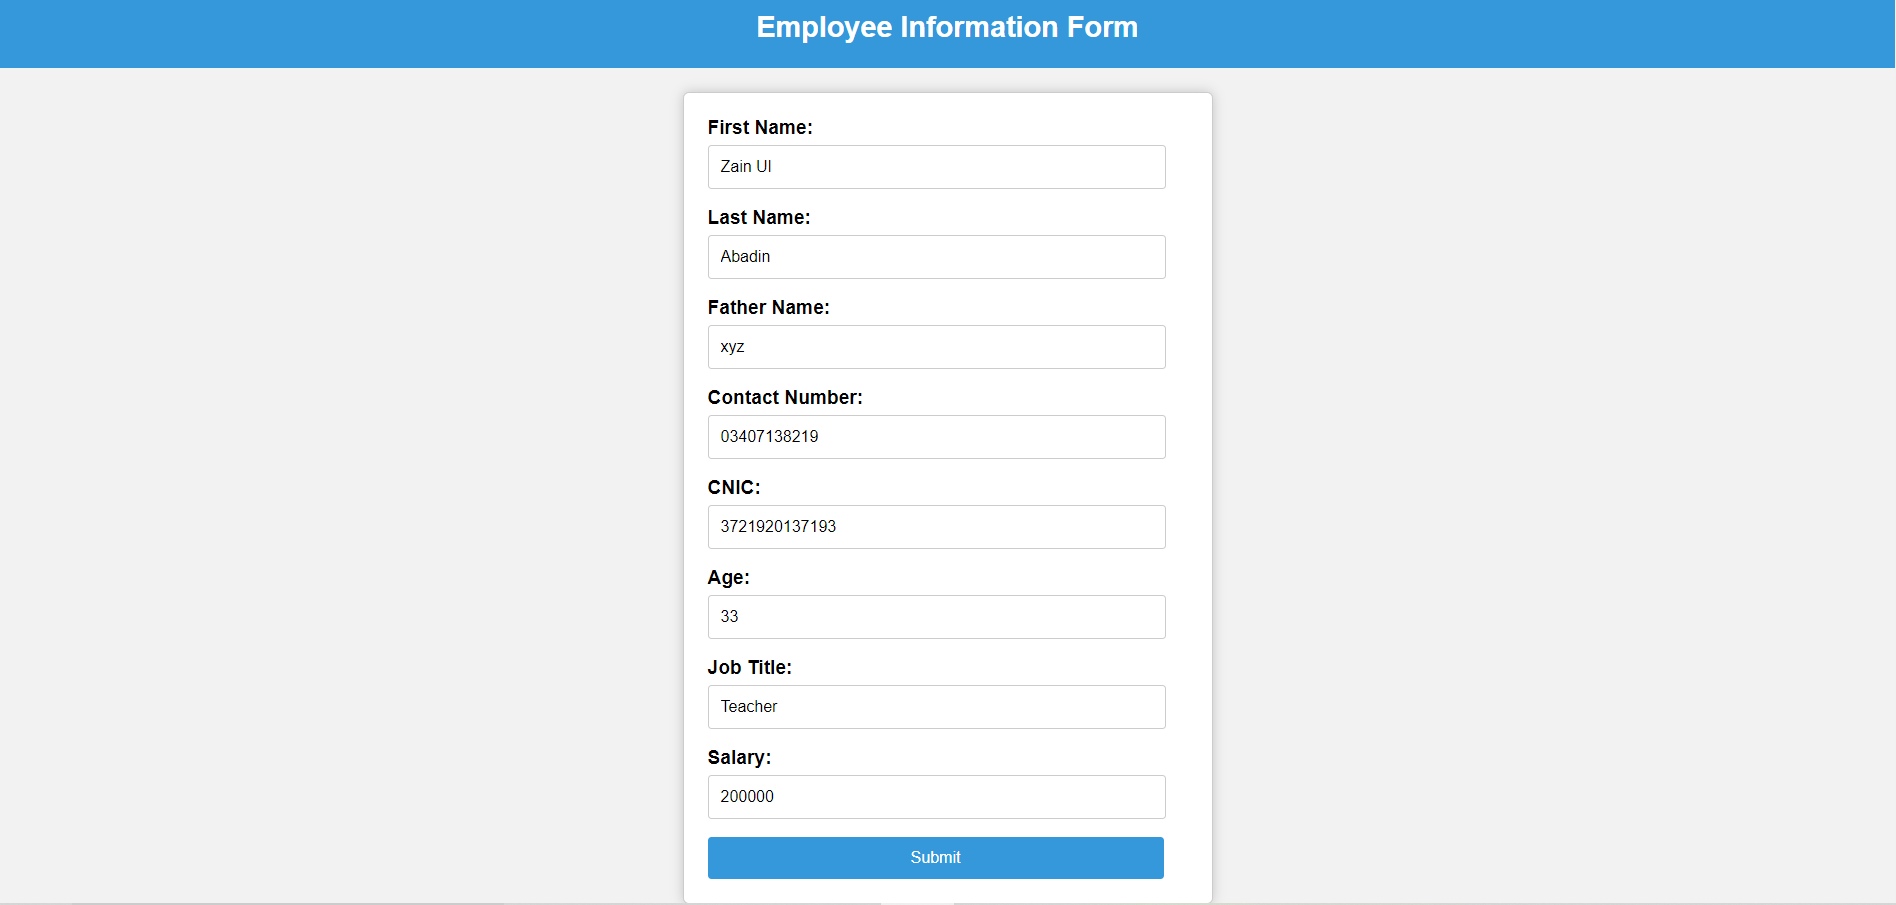 Employee Information Form
First Name:
Zain Ul
Last Name:
Abadin
Father Name:
xyz
Contact Number:
03407138219
CNIC:
3721920137193
Age:
33
Job Title:
Teacher
Salary:
200000
Submit